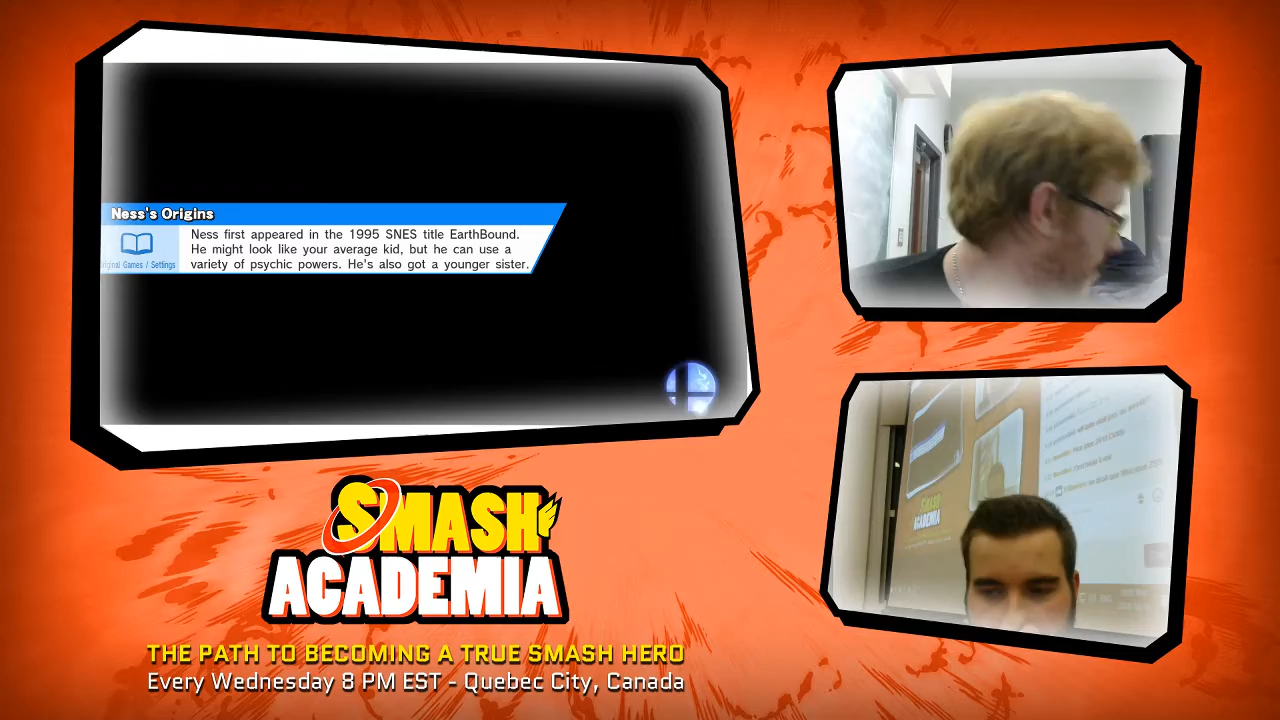 Ness's Origins
Ness first appeared in the 1995 SNES title EarthBound.
He might look like your average kid, but he can use a
variety of psychic powers. He's also got a younger sister.
Games / Settings
SMASH
ACADEMIA
THE PATH TO BECOMING A TRUE SMASH HERO
Every Wednesday 8 PM EST - Quebec City, Canada
SMASH
ACADEMIA